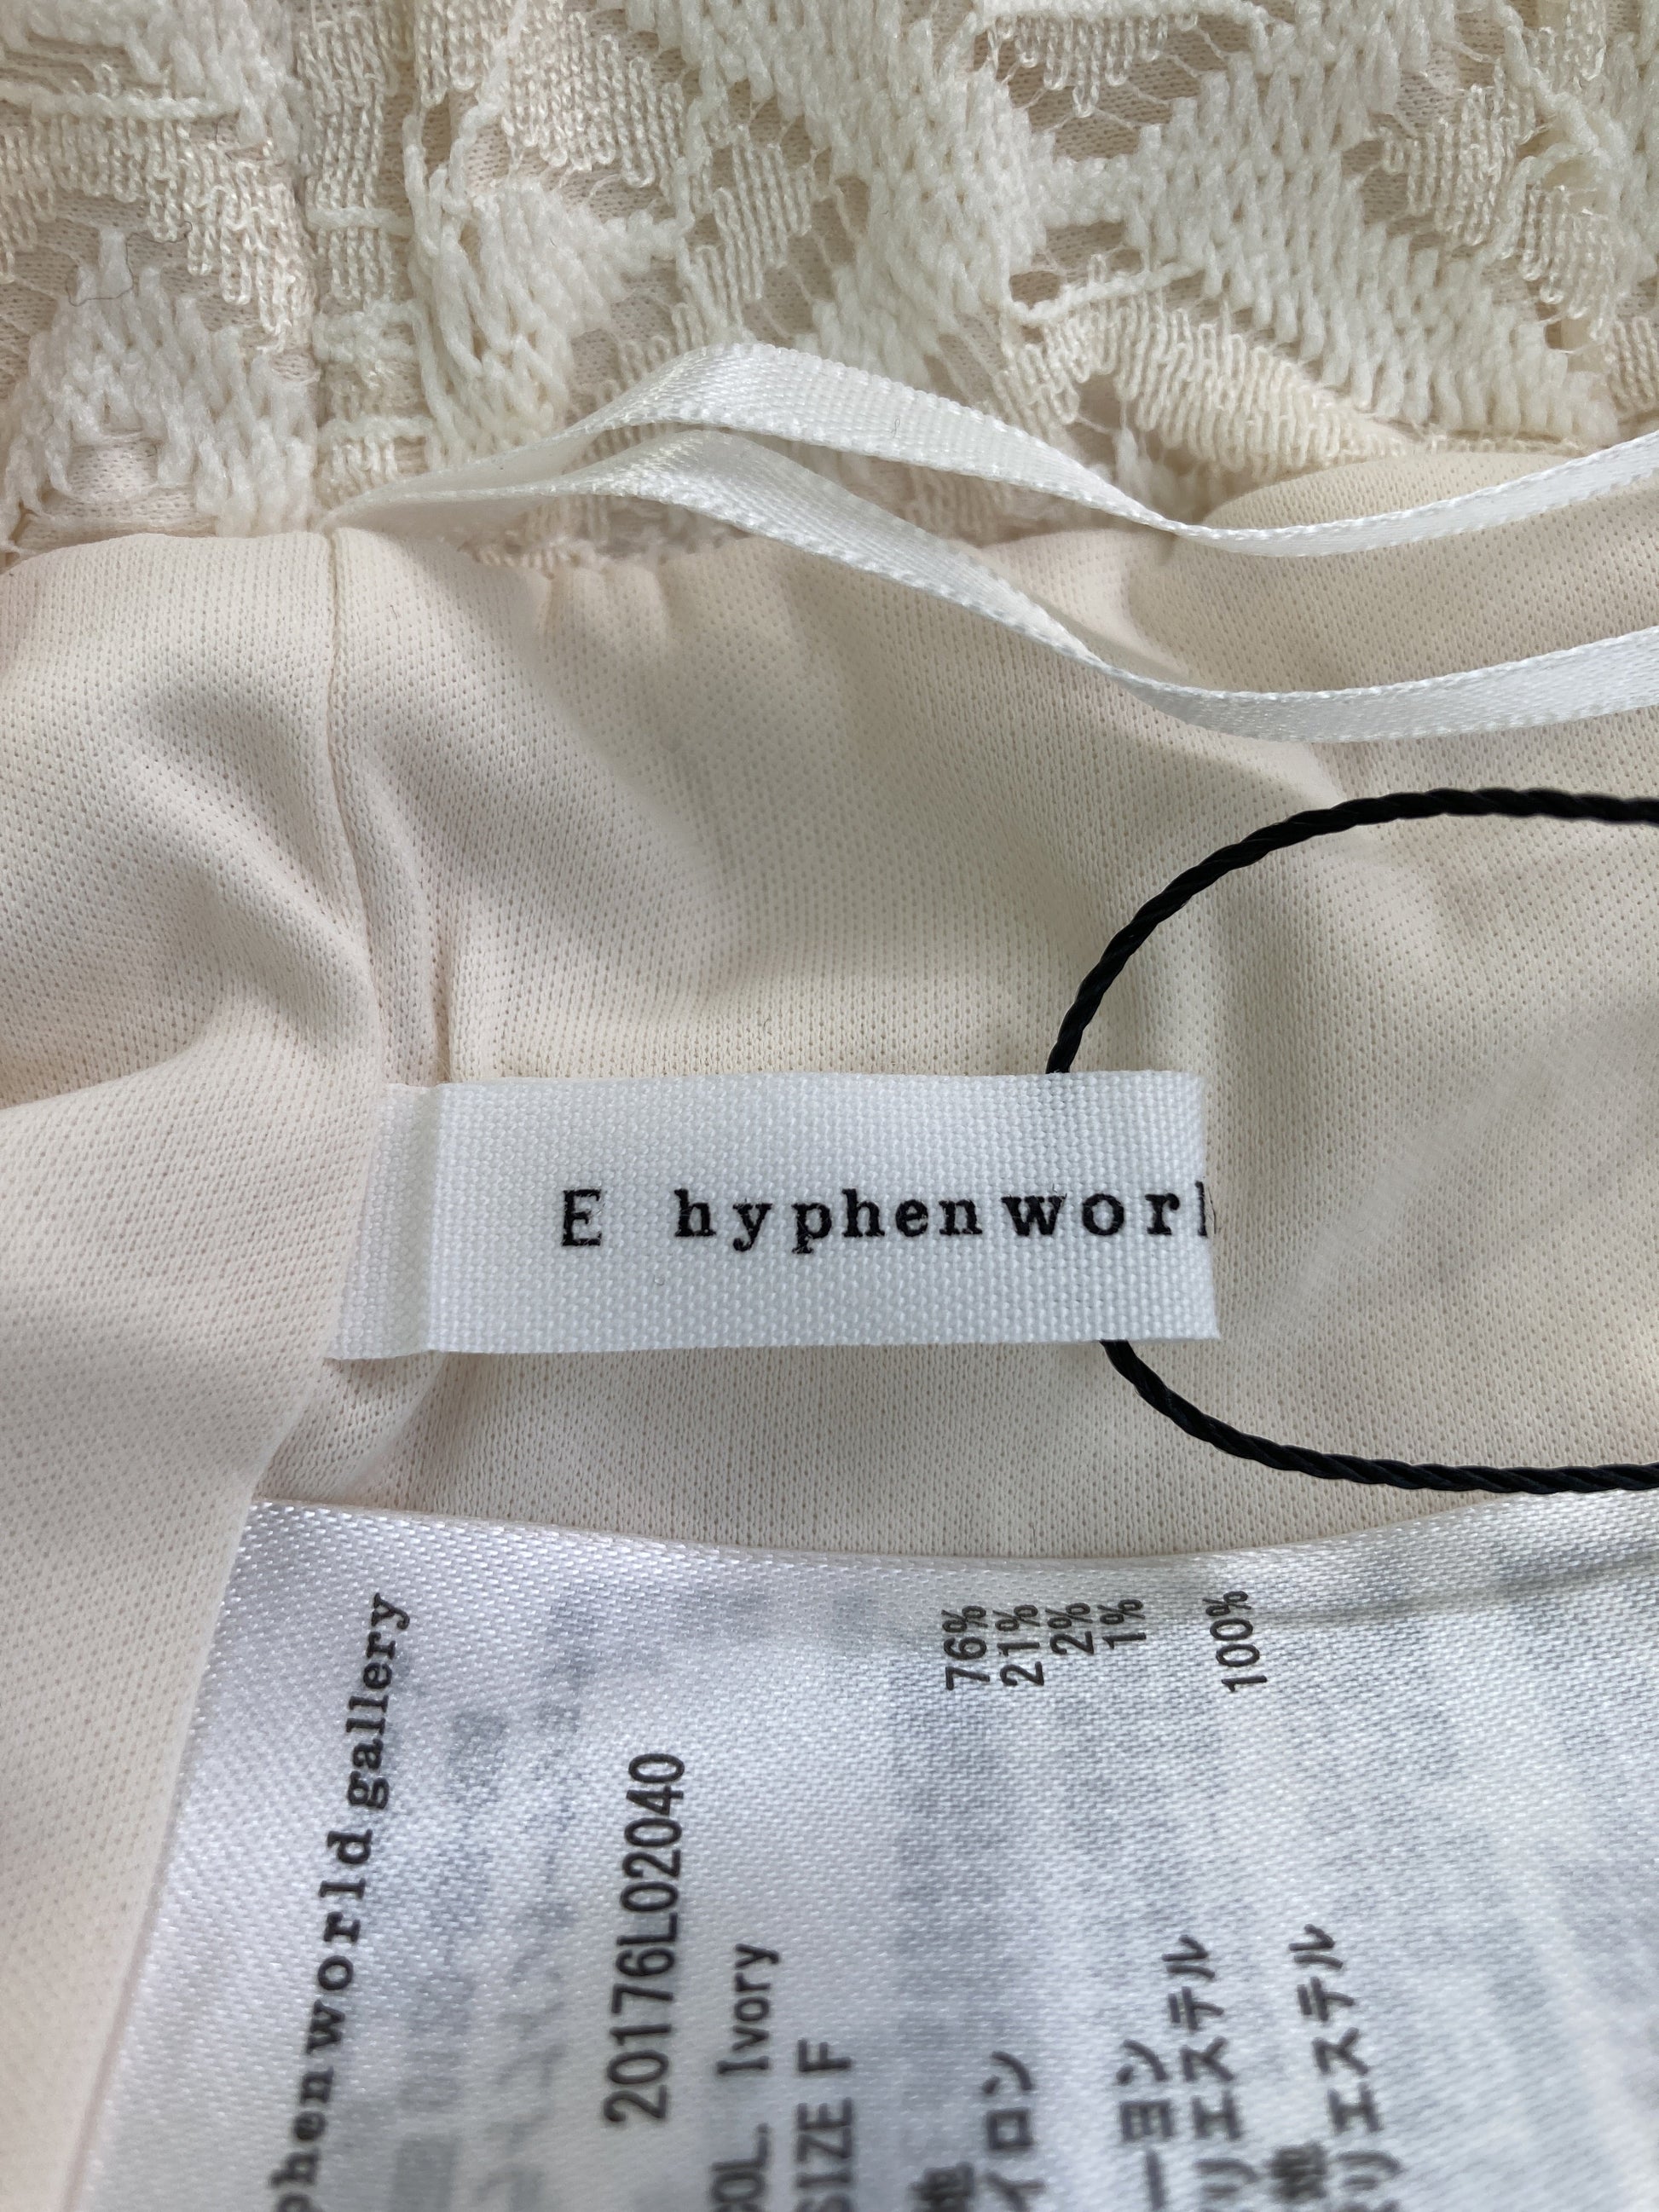 E hyphenworl
phenworld gallery
20176L02040
COL. Ivory
SIZE F
地
イロン 76%
21%
ーヨン 2%
リエステル 1%
地
リエステル 100%